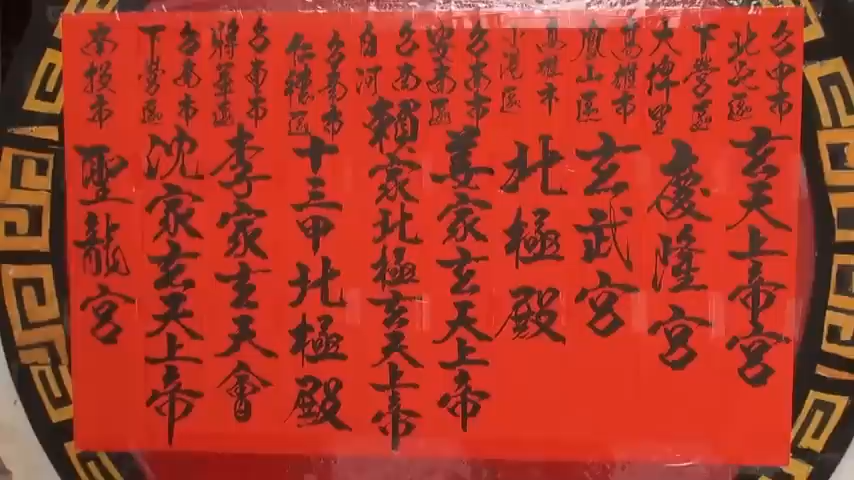 台中市
北屯區
玄天上帝宮
下營區
大埤里
慶隆宮
高雄市
鳳山區
玄武宮
高雄市
小港區
北極殿
台南市
安南區
姜家玄天上帝
台南
西河
賴家北極玄天上帝
台南市
仁德區
十三甲北極殿
台南市
將軍區
李家玄天會
台南市
下營區
沈家玄天上帝
南投市
聖龍宮